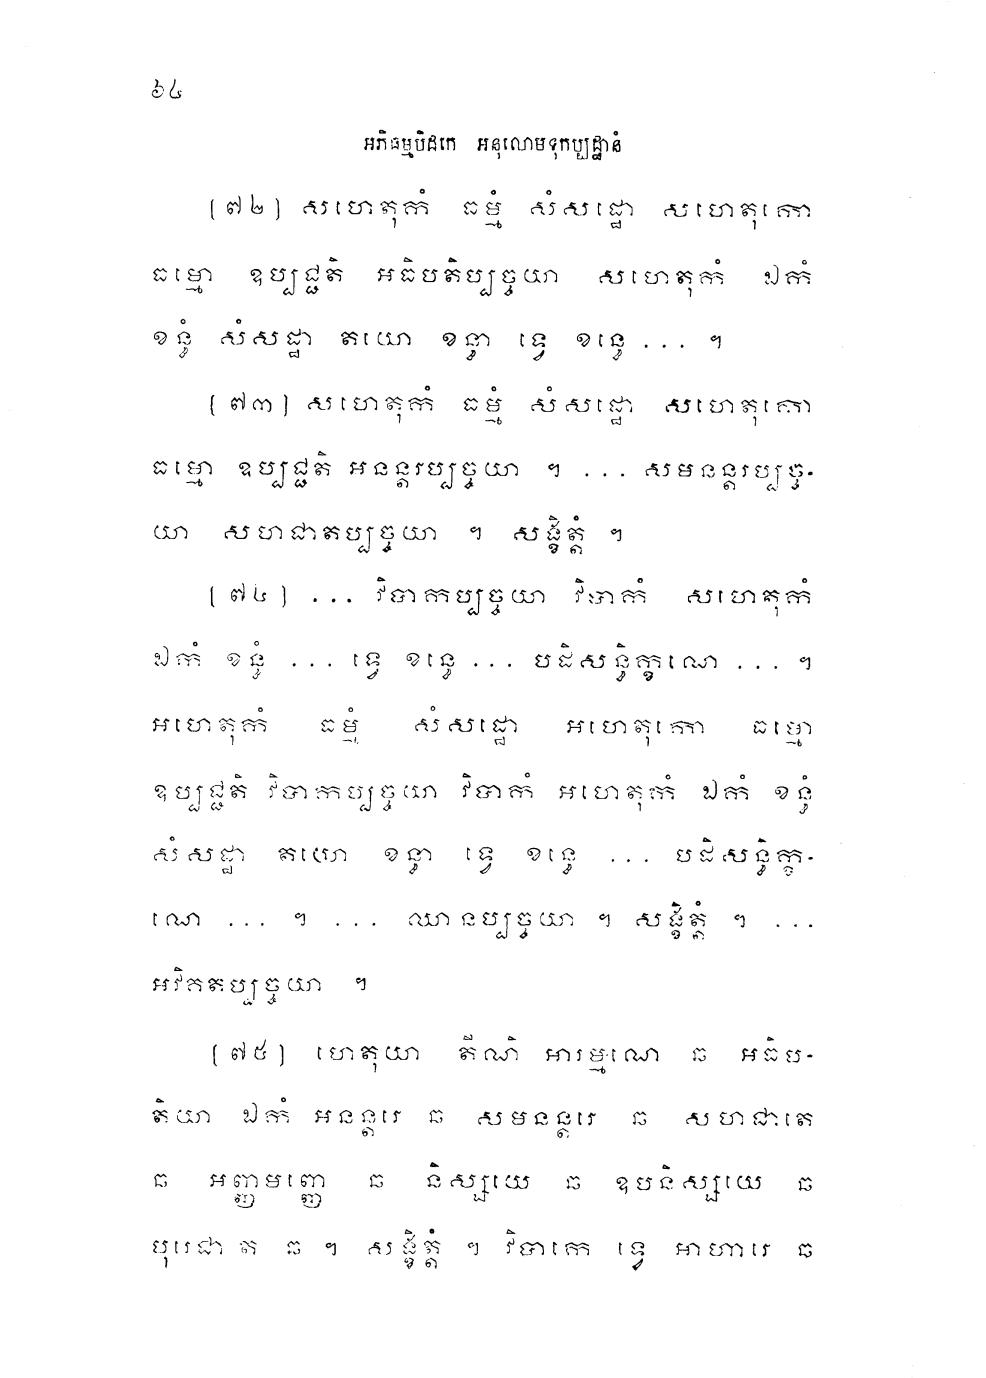 ៦៤
អភិធម្មបិដកេ អនុលោមទុកប្បដ្ឋានំ
[៧២] សហេតុកំ ធម្មំ សំសដ្ឋោ សហេតុកោ
ធម្មោ ឧប្បជ្ជតិ អធិបតិប្បច្ចយា សហេតុកំ ឯកំ
ខន្ធំ សំសដ្ឋា តយោ ខន្ធា ទ្វេ ខន្ធេ ... ។
[៧៣] សហេតុកំ ធម្មំ សំសដ្ឋោ សហេតុកោ
ធម្មោ ឧប្បជ្ជតិ អនន្តរប្បច្ចយា ។ ... សមនន្តរប្បច្ច-
យា សហជាតប្បច្ចយា ។ សង្ខិត្តំ ។
[៧៤] ... វិបាកប្បច្ចយា វិបាកំ សហេតុកំ
ឯកំ ខន្ធំ ... ទ្វេ ខន្ធេ ... បដិសន្ធិក្ខណេ ... ។
អហេតុកំ ធម្មំ សំសដ្ឋោ អហេតុកោ ធម្មោ
ឧប្បជ្ជតិ វិបាកប្បច្ចយា វិបាកំ អហេតុកំ ឯកំ ខន្ធំ
សំសដ្ឋា តយោ ខន្ធា ទ្វេ ខន្ធេ ... បដិសន្ធិក្ខ-
ណេ ... ។ ... ឈានប្បច្ចយា ។ សង្ខិត្តំ ។ ...
អវិគតប្បច្ចយា ។
[៧៥] ហេតុយា តីណិ អារម្មណេ ច អធិប-
តិយា ឯកំ អនន្តរេ ច សមនន្តរេ ច សហជាតេ
ច អញ្ញមញ្ញេ ច និស្សយេ ច ឧបនិស្សយេ ច
បុរេជាតេ ច ។ សង្ខិត្តំ ។ វិបាកេ ទ្វេ អាហារេ ច